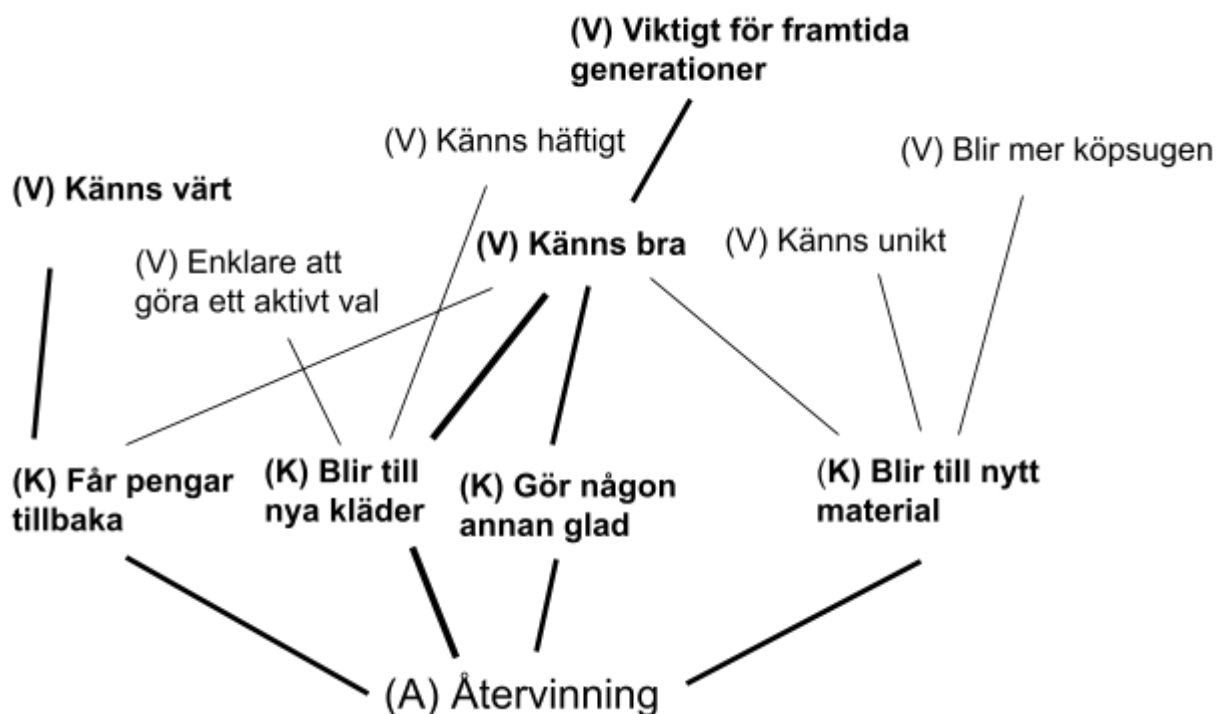 (V) Viktigt för framtida
generationer
(V) Känns häftigt
(V) Blir mer köpsugen
(V) Känns värt
(V) Känns bra
(V) Känns unikt
(V) Enklare att
göra ett aktivt val
(K) Får pengar
tillbaka
(K) Blir till
nya kläder
(K) Gör någon
annan glad
(K) Blir till nytt
material
(A) Återvinning